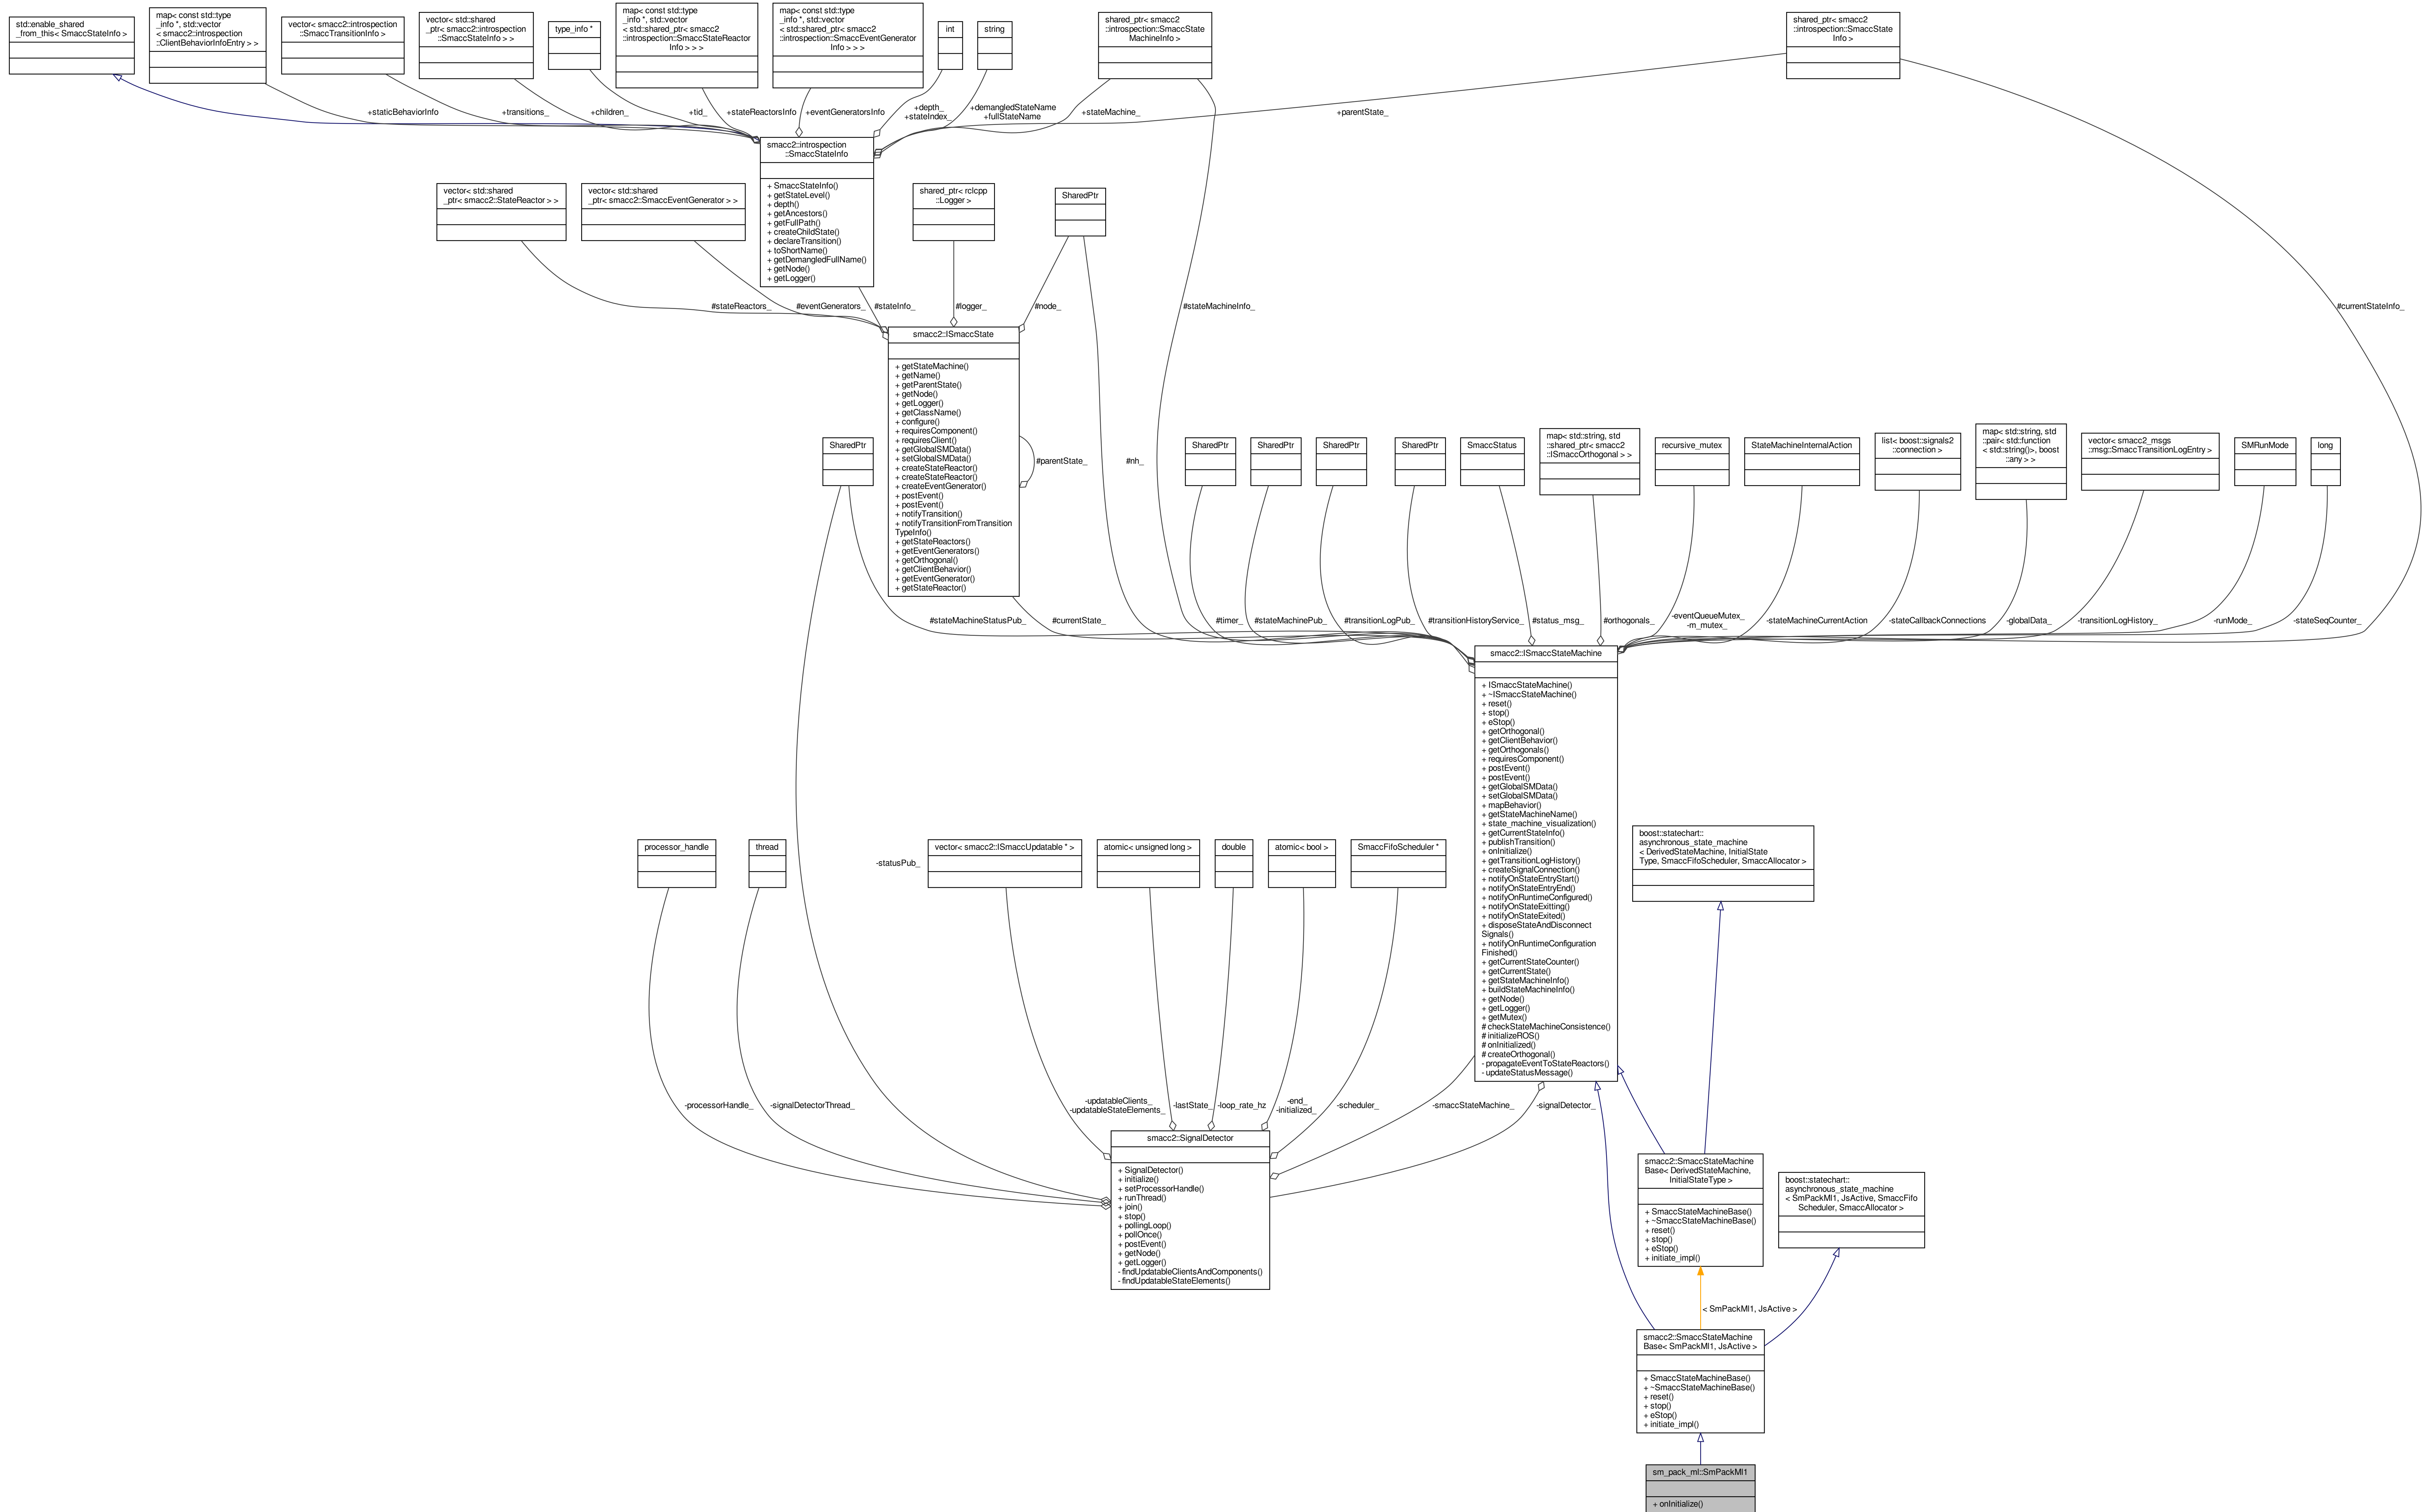 std::enable_shared
_from_this< SmaccStateInfo >
map< const std::type
_info *, std::vector
< smacc2::introspection
::ClientBehaviorInfoEntry > >
vector< smacc2::introspection
::SmaccTransitionInfo >
vector< std::shared
_ptr< smacc2::introspection
::SmaccStateInfo > >
type_info *
map< const std::type
_info *, std::vector
< std::shared_ptr< smacc2
::introspection::SmaccStateReactor
Info > > >
map< const std::type
_info *, std::vector
< std::shared_ptr< smacc2
::introspection::SmaccEventGenerator
Info > > >
int
string
shared_ptr< smacc2
::introspection::SmaccState
MachineInfo >
shared_ptr< smacc2
::introspection::SmaccState
Info >
+staticBehaviorInfo
+transitions_
+children_
+tid_
+stateReactorsInfo
+eventGeneratorsInfo
+depth_
+stateIndex_
+demangledStateName
+fullStateName
+stateMachine_
+parentState_
smacc2::introspection
::SmaccStateInfo
+ SmaccStateInfo()
+ getStateLevel()
+ depth()
+ getAncestors()
+ getFullPath()
+ createChildState()
+ declareTransition()
+ toShortName()
+ getDemangledFullName()
+ getNode()
+ getLogger()
vector< std::shared
_ptr< smacc2::StateReactor > >
vector< std::shared
_ptr< smacc2::SmaccEventGenerator > >
shared_ptr< rclcpp
::Logger >
SharedPtr
#stateReactors_
#eventGenerators_
#stateInfo_
#logger_
#node_
#stateMachineInfo_
#currentStateInfo_
smacc2::ISmaccState
+ getStateMachine()
+ getName()
+ getParentState()
+ getNode()
+ getLogger()
+ getClassName()
+ configure()
+ requiresComponent()
+ requiresClient()
+ getGlobalSMData()
+ setGlobalSMData()
+ createStateReactor()
+ createStateReactor()
+ createEventGenerator()
+ postEvent()
+ postEvent()
+ notifyTransition()
+ notifyTransitionFromTransition
TypeInfo()
+ getStateReactors()
+ getEventGenerators()
+ getOrthogonal()
+ getClientBehavior()
+ getEventGenerator()
+ getStateReactor()
#parentState_
#nh_
SharedPtr
SharedPtr
SharedPtr
SharedPtr
SharedPtr
SmaccStatus
map< std::string, std
::shared_ptr< smacc2
::ISmaccOrthogonal > >
recursive_mutex
StateMachineInternalAction
list< boost::signals2
::connection >
map< std::string, std
::pair< std::function
< std::string()>, boost
::any > >
vector< smacc2_msgs
::msg::SmaccTransitionLogEntry >
SMRunMode
long
#stateMachineStatusPub_
#currentState_
#timer_
#stateMachinePub_
#transitionLogPub_
#transitionHistoryService_
#status_msg_
#orthogonals_
-eventQueueMutex_
-m_mutex_
-stateMachineCurrentAction
-stateCallbackConnections
-globalData_
-transitionLogHistory_
-runMode_
-stateSeqCounter_
smacc2::ISmaccStateMachine
+ ISmaccStateMachine()
+ ~ISmaccStateMachine()
+ reset()
+ stop()
+ eStop()
+ getOrthogonal()
+ getClientBehavior()
+ getOrthogonals()
+ requiresComponent()
+ postEvent()
+ postEvent()
+ getGlobalSMData()
+ setGlobalSMData()
+ mapBehavior()
+ getStateMachineName()
+ state_machine_visualization()
+ getCurrentStateInfo()
+ publishTransition()
+ onInitialize()
+ getTransitionLogHistory()
+ createSignalConnection()
+ notifyOnStateEntryStart()
+ notifyOnStateEntryEnd()
+ notifyOnRuntimeConfigured()
+ notifyOnStateExitting()
+ notifyOnStateExited()
+ disposeStateAndDisconnect
Signals()
+ notifyOnRuntimeConfiguration
Finished()
+ getCurrentStateCounter()
+ getCurrentState()
+ getStateMachineInfo()
+ buildStateMachineInfo()
+ getNode()
+ getLogger()
+ getMutex()
# checkStateMachineConsistence()
# initializeROS()
# onInitialized()
# createOrthogonal()
- propagateEventToStateReactors()
- updateStatusMessage()
processor_handle
thread
-statusPub_
vector< smacc2::ISmaccUpdatable * >
atomic< unsigned long >
double
atomic< bool >
SmaccFifoScheduler *
boost::statechart::
asynchronous_state_machine
< DerivedStateMachine, InitialState
Type, SmaccFifoScheduler, SmaccAllocator >
-processorHandle_
-signalDetectorThread_
-updatableClients_
-updatableStateElements_
-lastState_
-loop_rate_hz
-end_
-initialized_
-scheduler_
-smaccStateMachine_
-signalDetector_
smacc2::SignalDetector
+ SignalDetector()
+ initialize()
+ setProcessorHandle()
+ runThread()
+ join()
+ stop()
+ pollingLoop()
+ pollOnce()
+ postEvent()
+ getNode()
+ getLogger()
- findUpdatableClientsAndComponents()
- findUpdatableStateElements()
smacc2::SmaccStateMachine
Base< DerivedStateMachine,
InitialStateType >
+ SmaccStateMachineBase()
+ ~SmaccStateMachineBase()
+ reset()
+ stop()
+ eStop()
+ initiate_impl()
boost::statechart::
asynchronous_state_machine
< SmPackMl1, JsActive, SmaccFifo
Scheduler, SmaccAllocator >
< SmPackMl1, JsActive >
smacc2::SmaccStateMachine
Base< SmPackMl1, JsActive >
+ SmaccStateMachineBase()
+ ~SmaccStateMachineBase()
+ reset()
+ stop()
+ eStop()
+ initiate_impl()
sm_pack_ml::SmPackMl1
+ onInitialize()